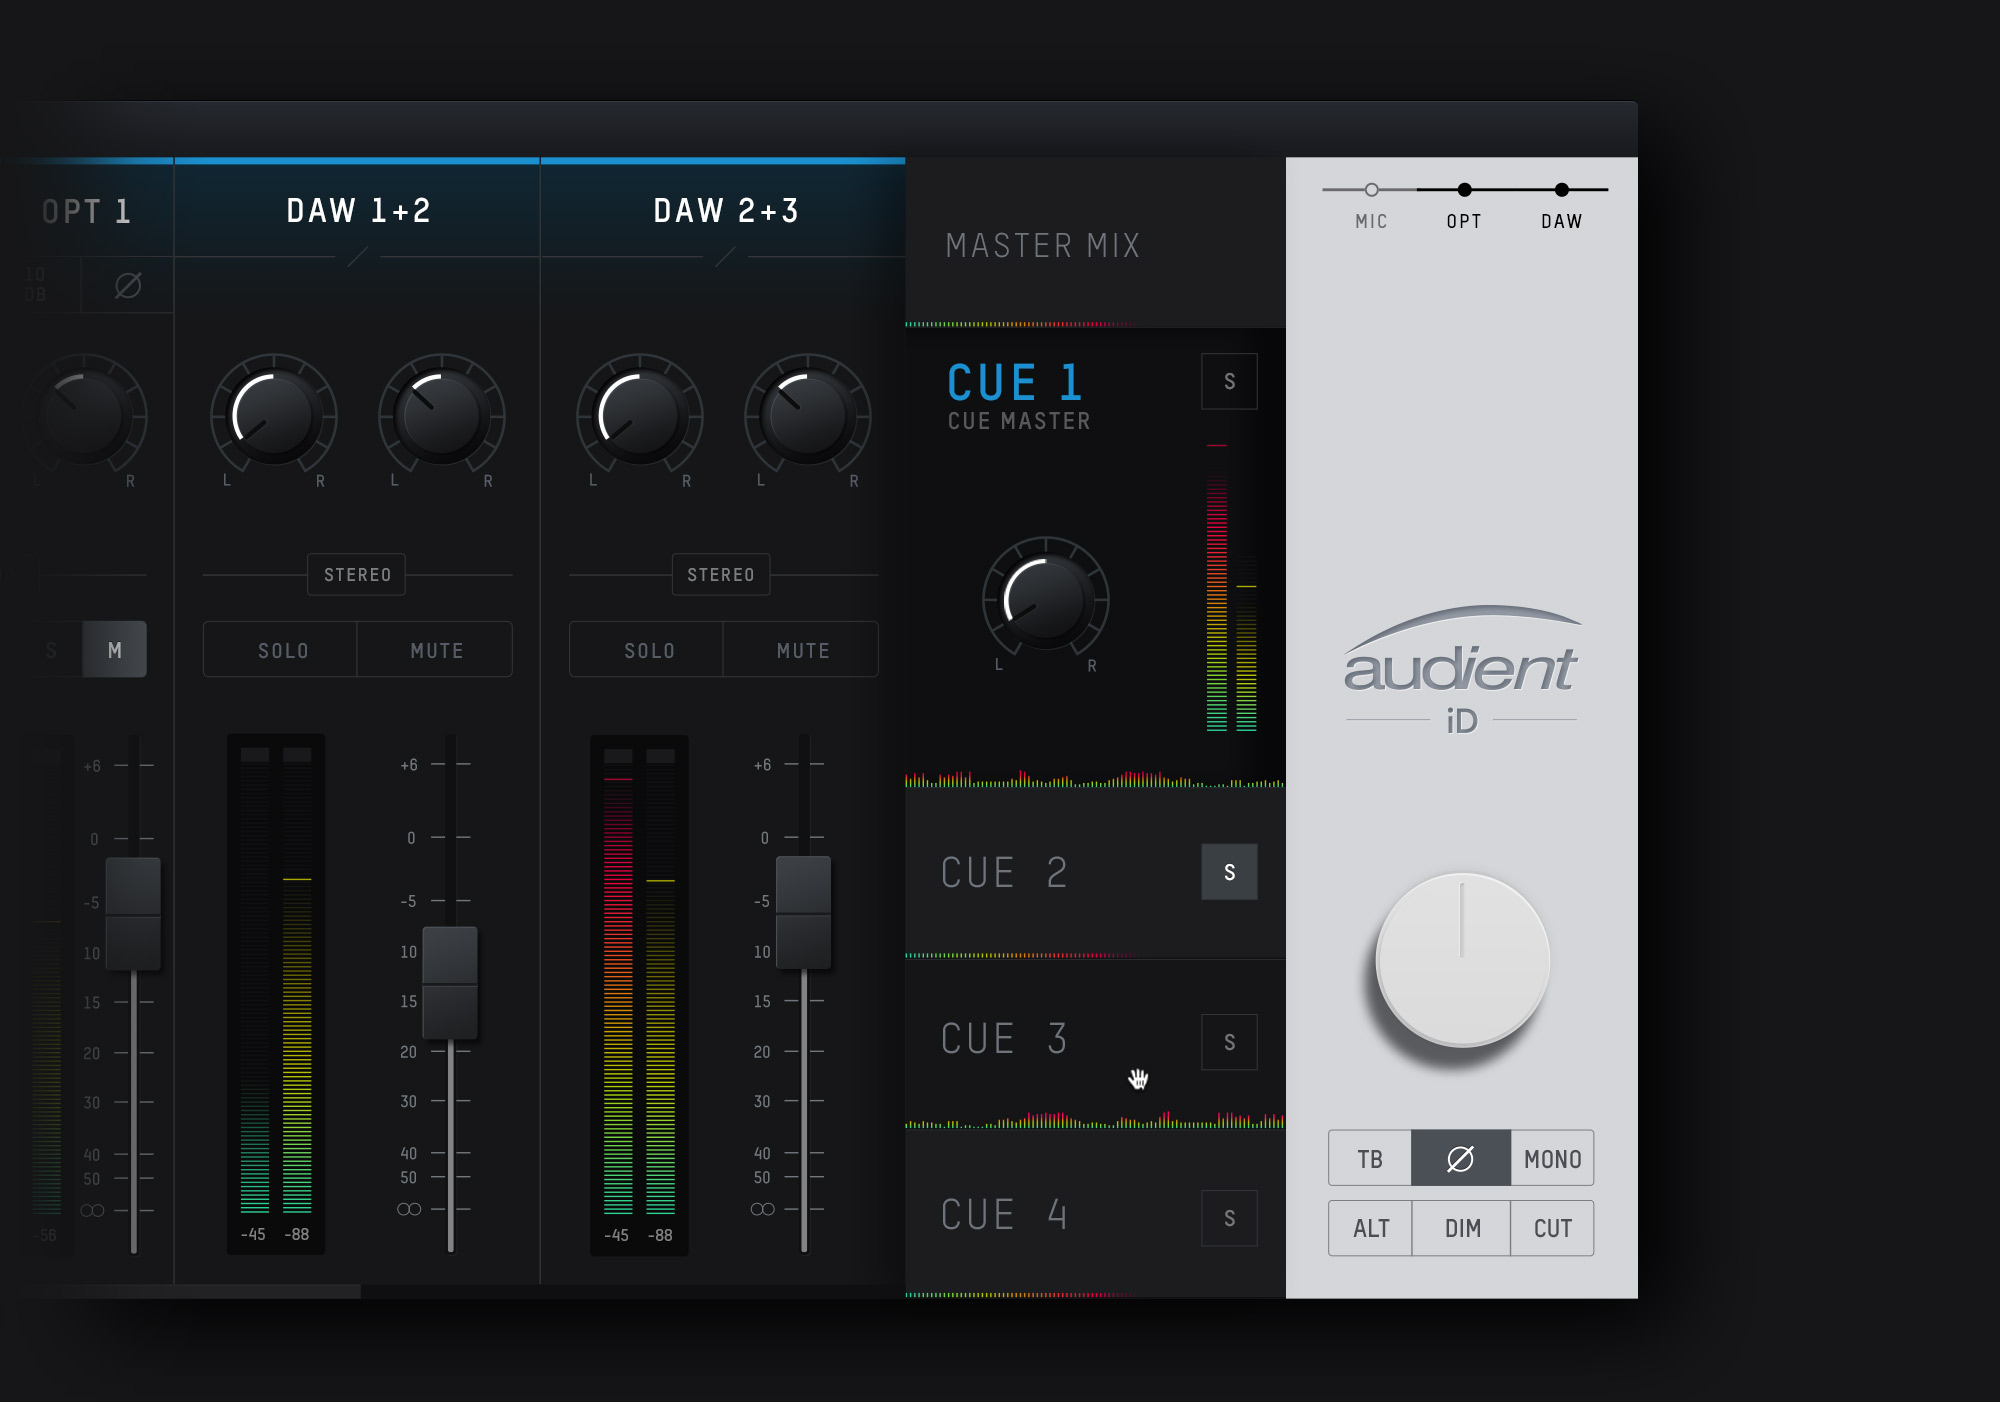 OPT 1
DAW 1+2
DAW 2+3
MASTER MIX
MIC
OPT
DAW
10
DB
Ø
L
R
L
R
L
R
L
R
L
R
CUE 1
CUE MASTER
S
L
R
STEREO
STEREO
S
M
SOLO
MUTE
SOLO
MUTE
audient
iD
+6
0
-5
10
15
20
30
40
50
∞
-56
+6
0
-5
10
15
20
30
40
50
∞
-45 -88
+6
0
-5
10
15
20
30
40
50
∞
-45 -88
CUE 2
S
CUE 3
S
CUE 4
S
TB
Ø
MONO
ALT
DIM
CUT